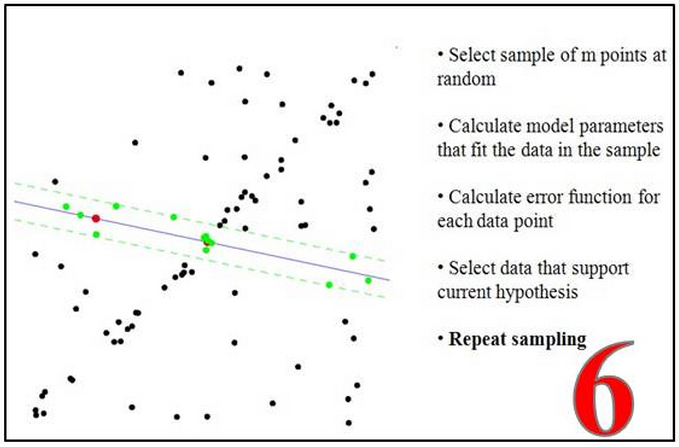 • Select sample of m points at
random
• Calculate model parameters
that fit the data in the sample
• Calculate error function for
each data point
• Select data that support
current hypothesis
• Repeat sampling
6